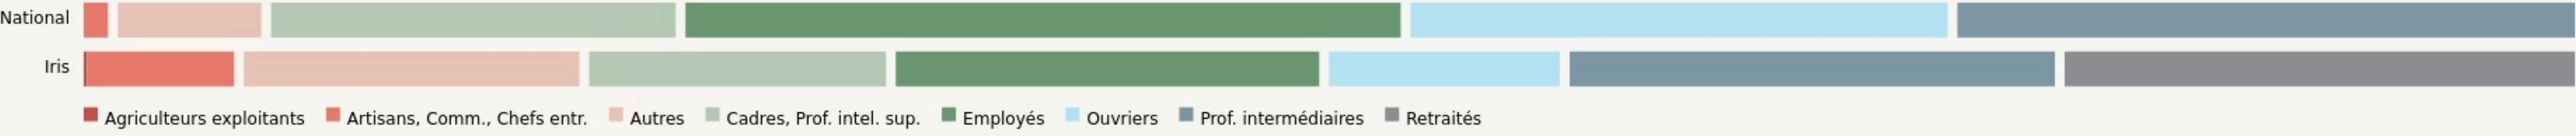 National
Iris
Agriculteurs exploitants Artisans, Comm., Chefs entr. Autres Cadres, Prof. intel. sup. Employés Ouvriers Prof. intermédiaires Retraités